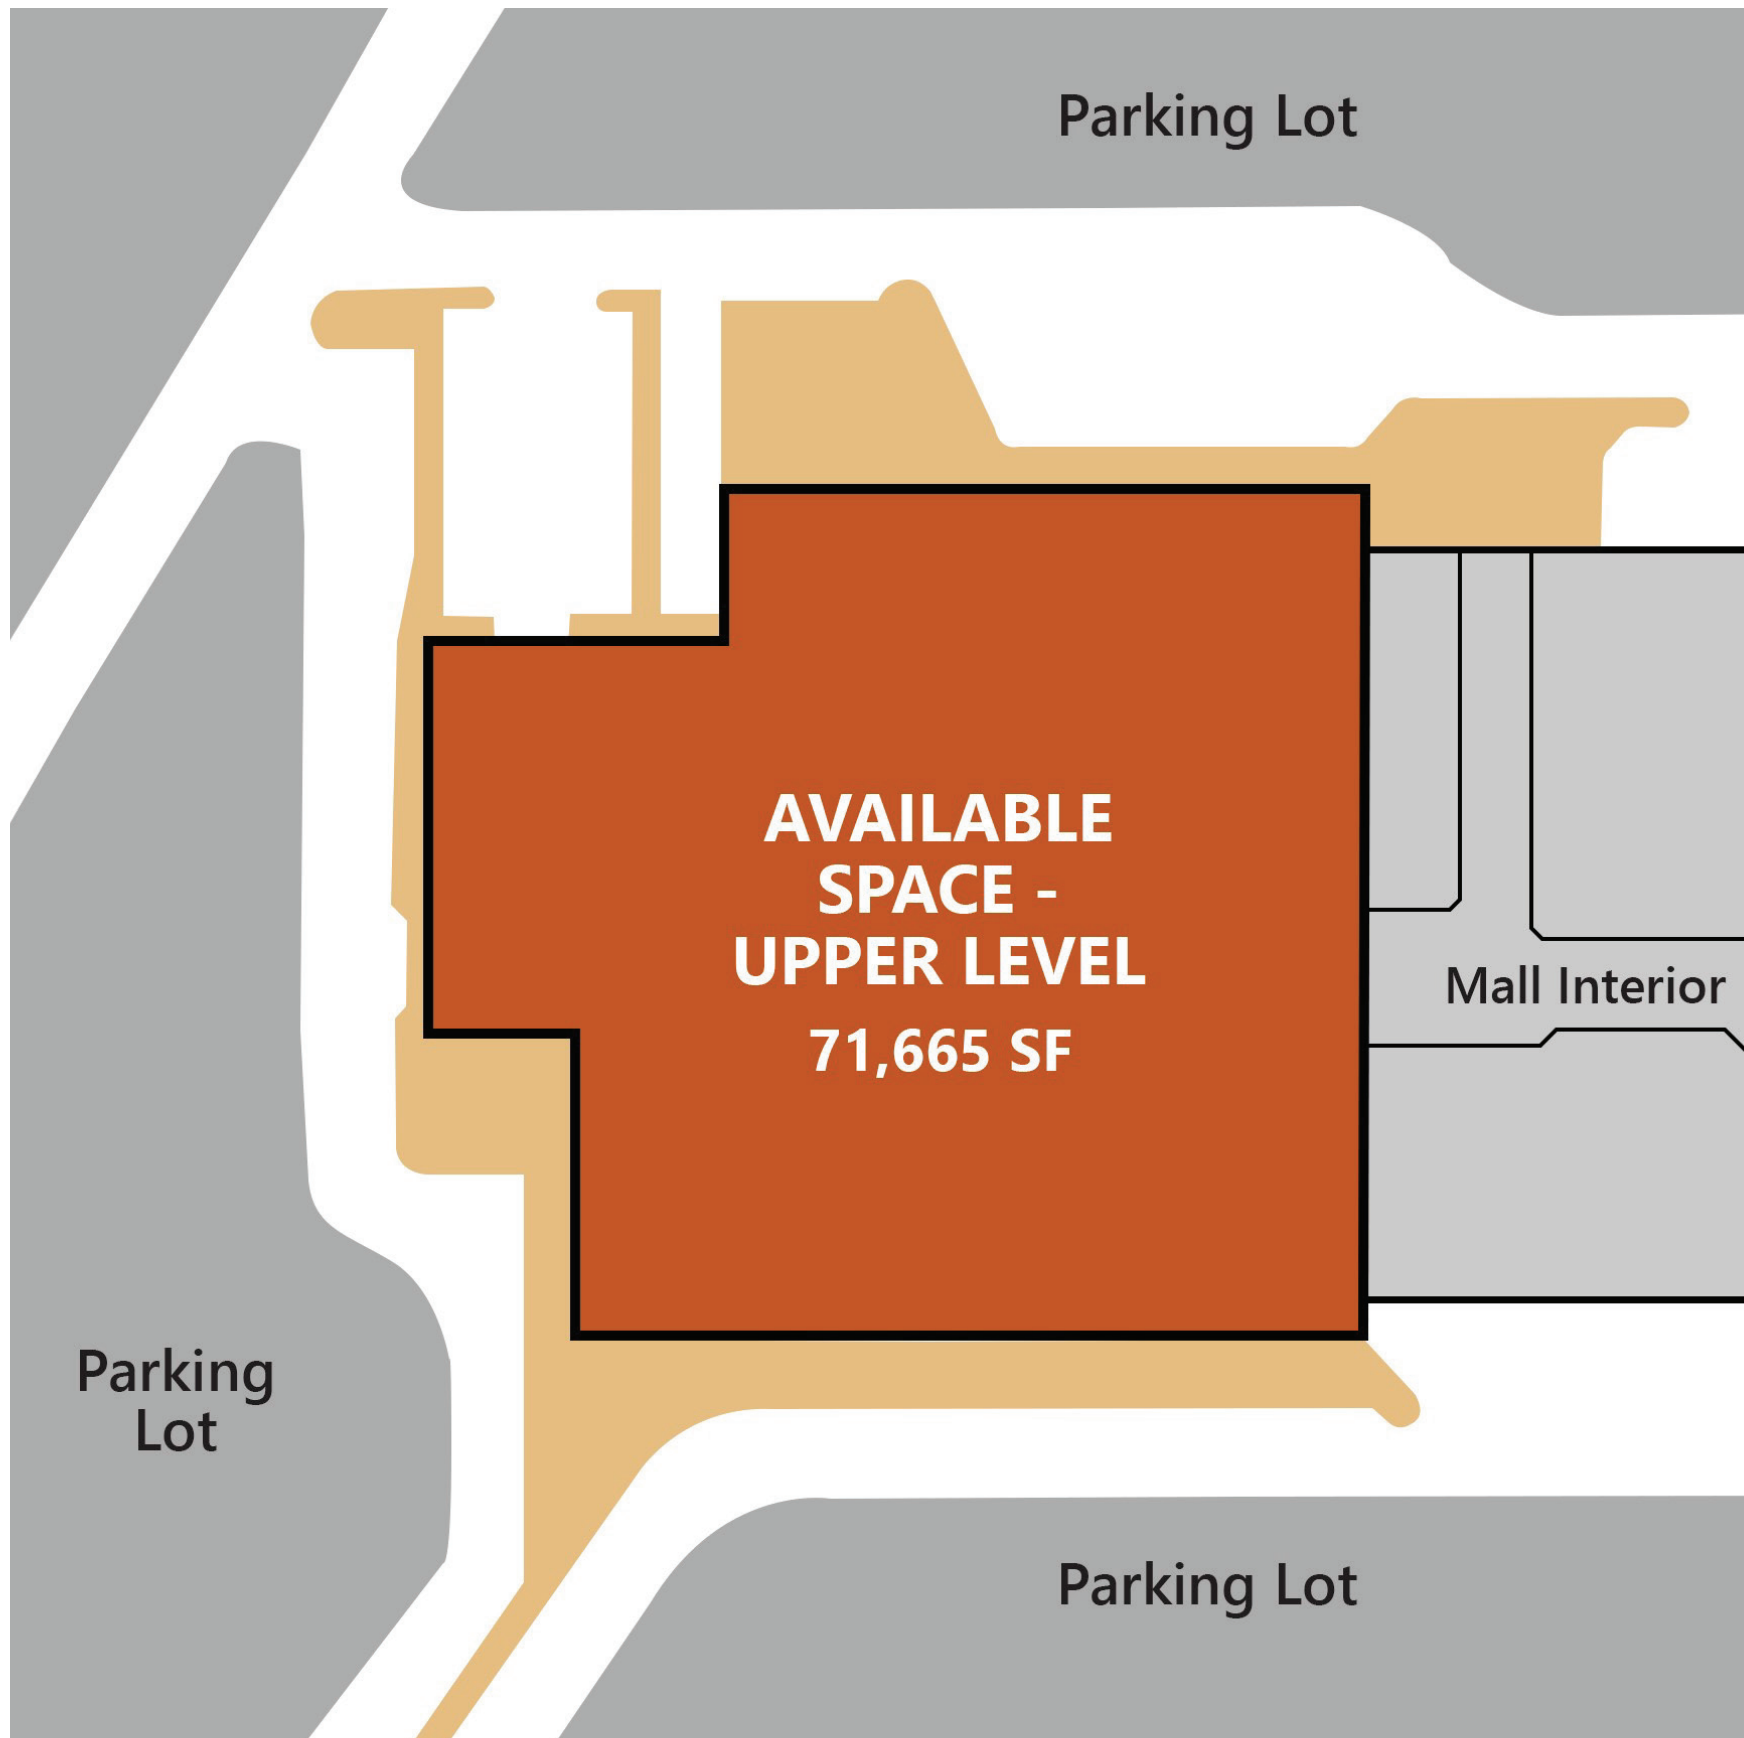 Parking Lot
AVAILABLE
SPACE -
UPPER LEVEL
71,665 SF
Mall Interior
Parking
Lot
Parking Lot